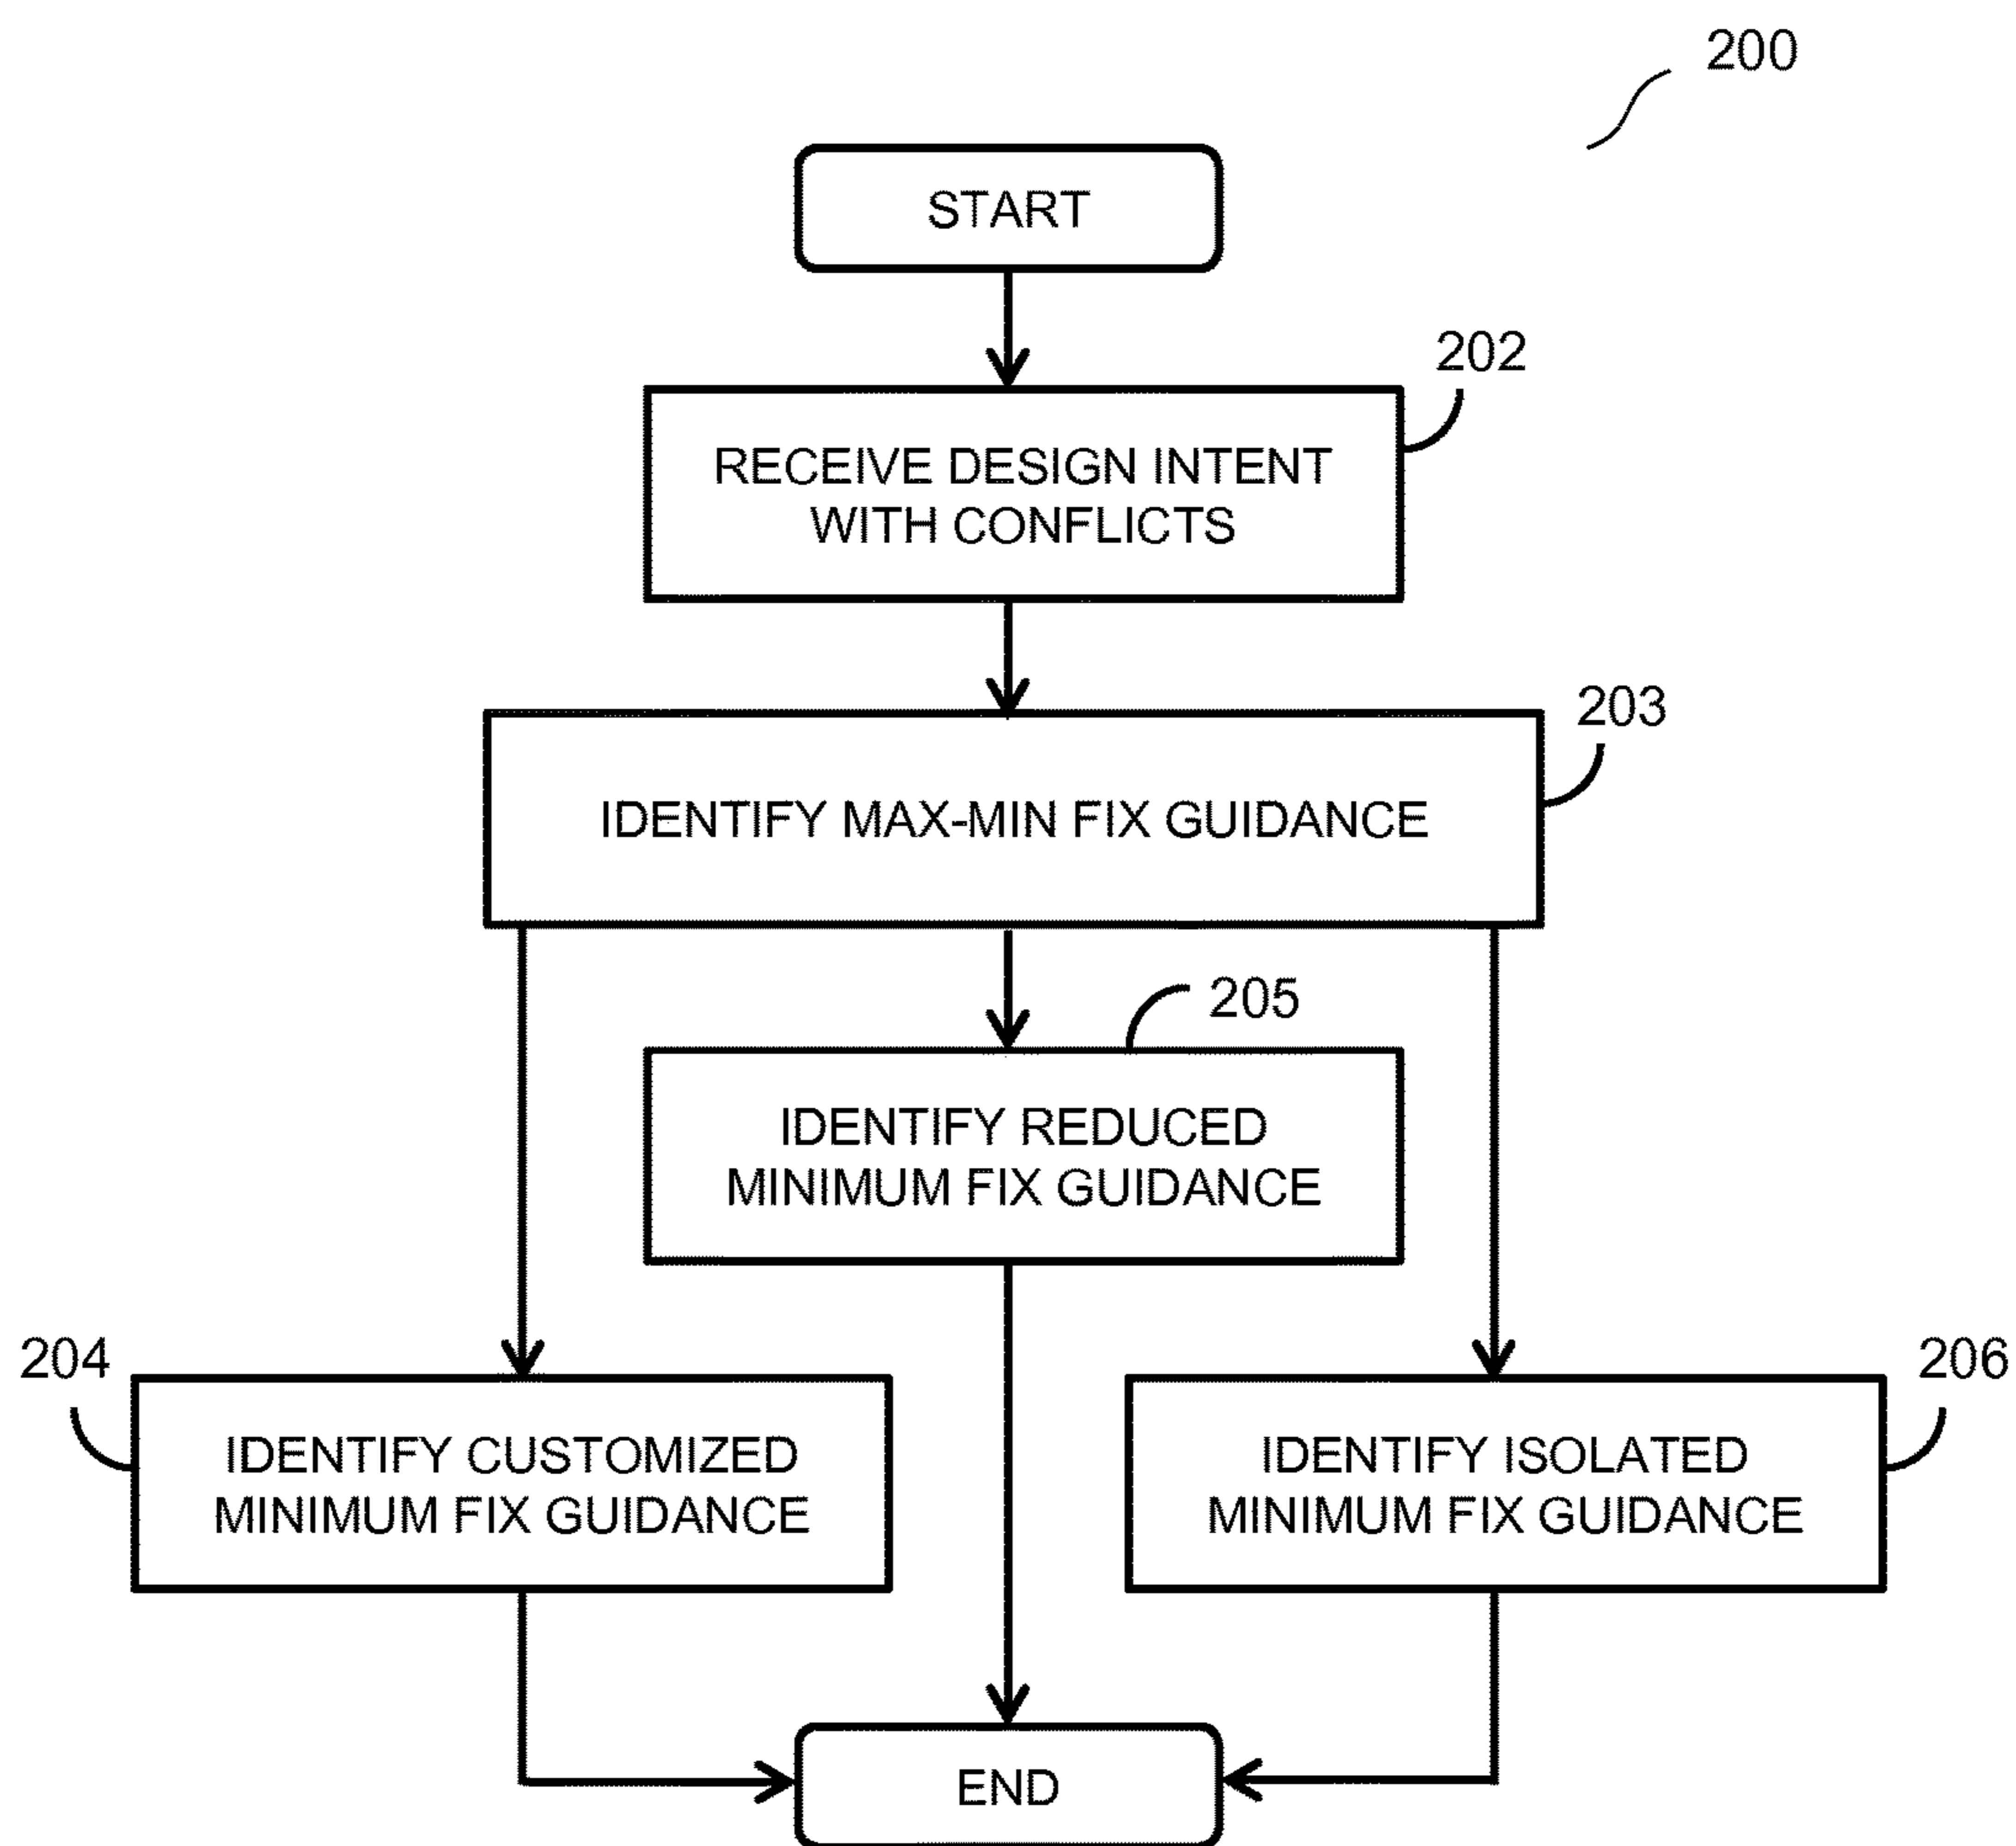 200
START
202
RECEIVE DESIGN INTENT
WITH CONFLICTS
203
IDENTIFY MAX-MIN FIX GUIDANCE
205
IDENTIFY REDUCED
MINIMUM FIX GUIDANCE
204
IDENTIFY CUSTOMIZED
MINIMUM FIX GUIDANCE
206
IDENTIFY ISOLATED
MINIMUM FIX GUIDANCE
END